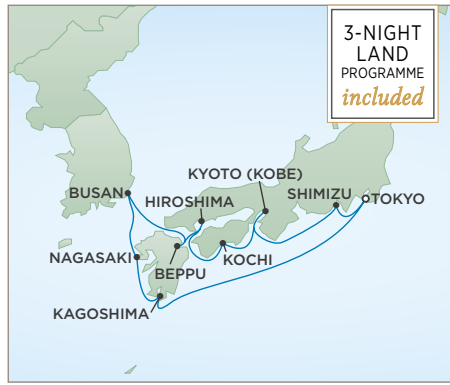 3-NIGHT
LAND
PROGRAMME
included
KYOTO (KOBE)
BUSAN
HIROSHIMA
SHIMIZU
TOKYO
NAGASAKI
BEPPU
KOCHI
KAGOSHIMA